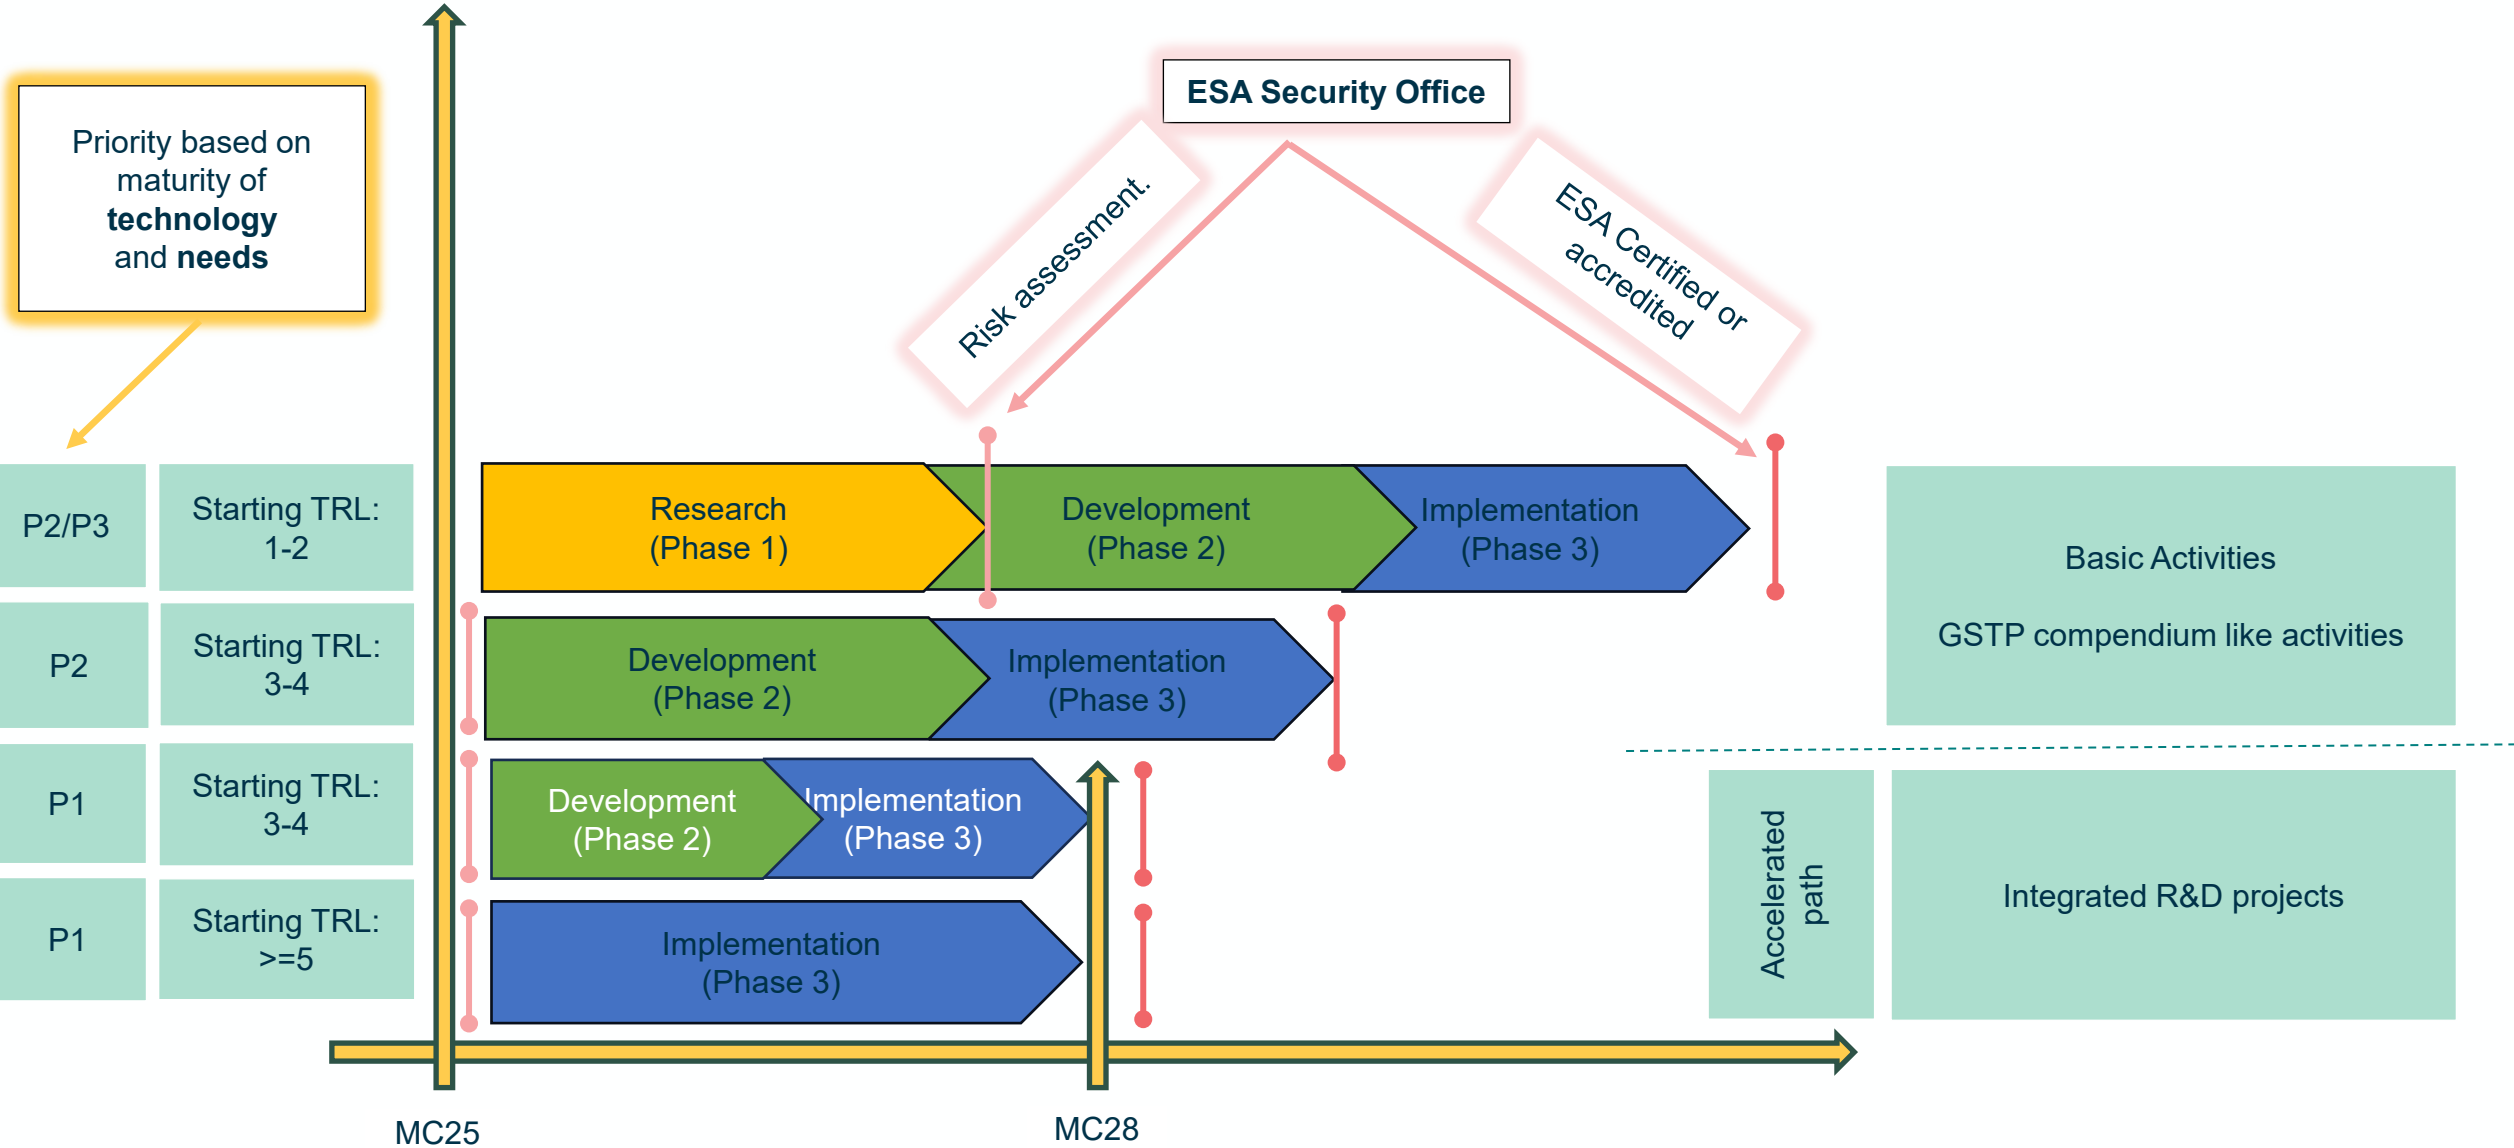 ESA Security Office
Priority based on
maturity of
technology
and needs
Risk assessment.
ESA Certified or
accredited
P2/P3
Starting TRL:
1-2
Research
(Phase 1)
Development
(Phase 2)
Implementation
(Phase 3)
Basic Activities
GSTP compendium like activities
P2
Starting TRL:
3-4
Development
(Phase 2)
Implementation
(Phase 3)
P1
Starting TRL:
3-4
Development
(Phase 2)
Implementation
(Phase 3)
Accelerated
path
Integrated R&D projects
P1
Starting TRL:
>=5
Implementation
(Phase 3)
MC25
MC28